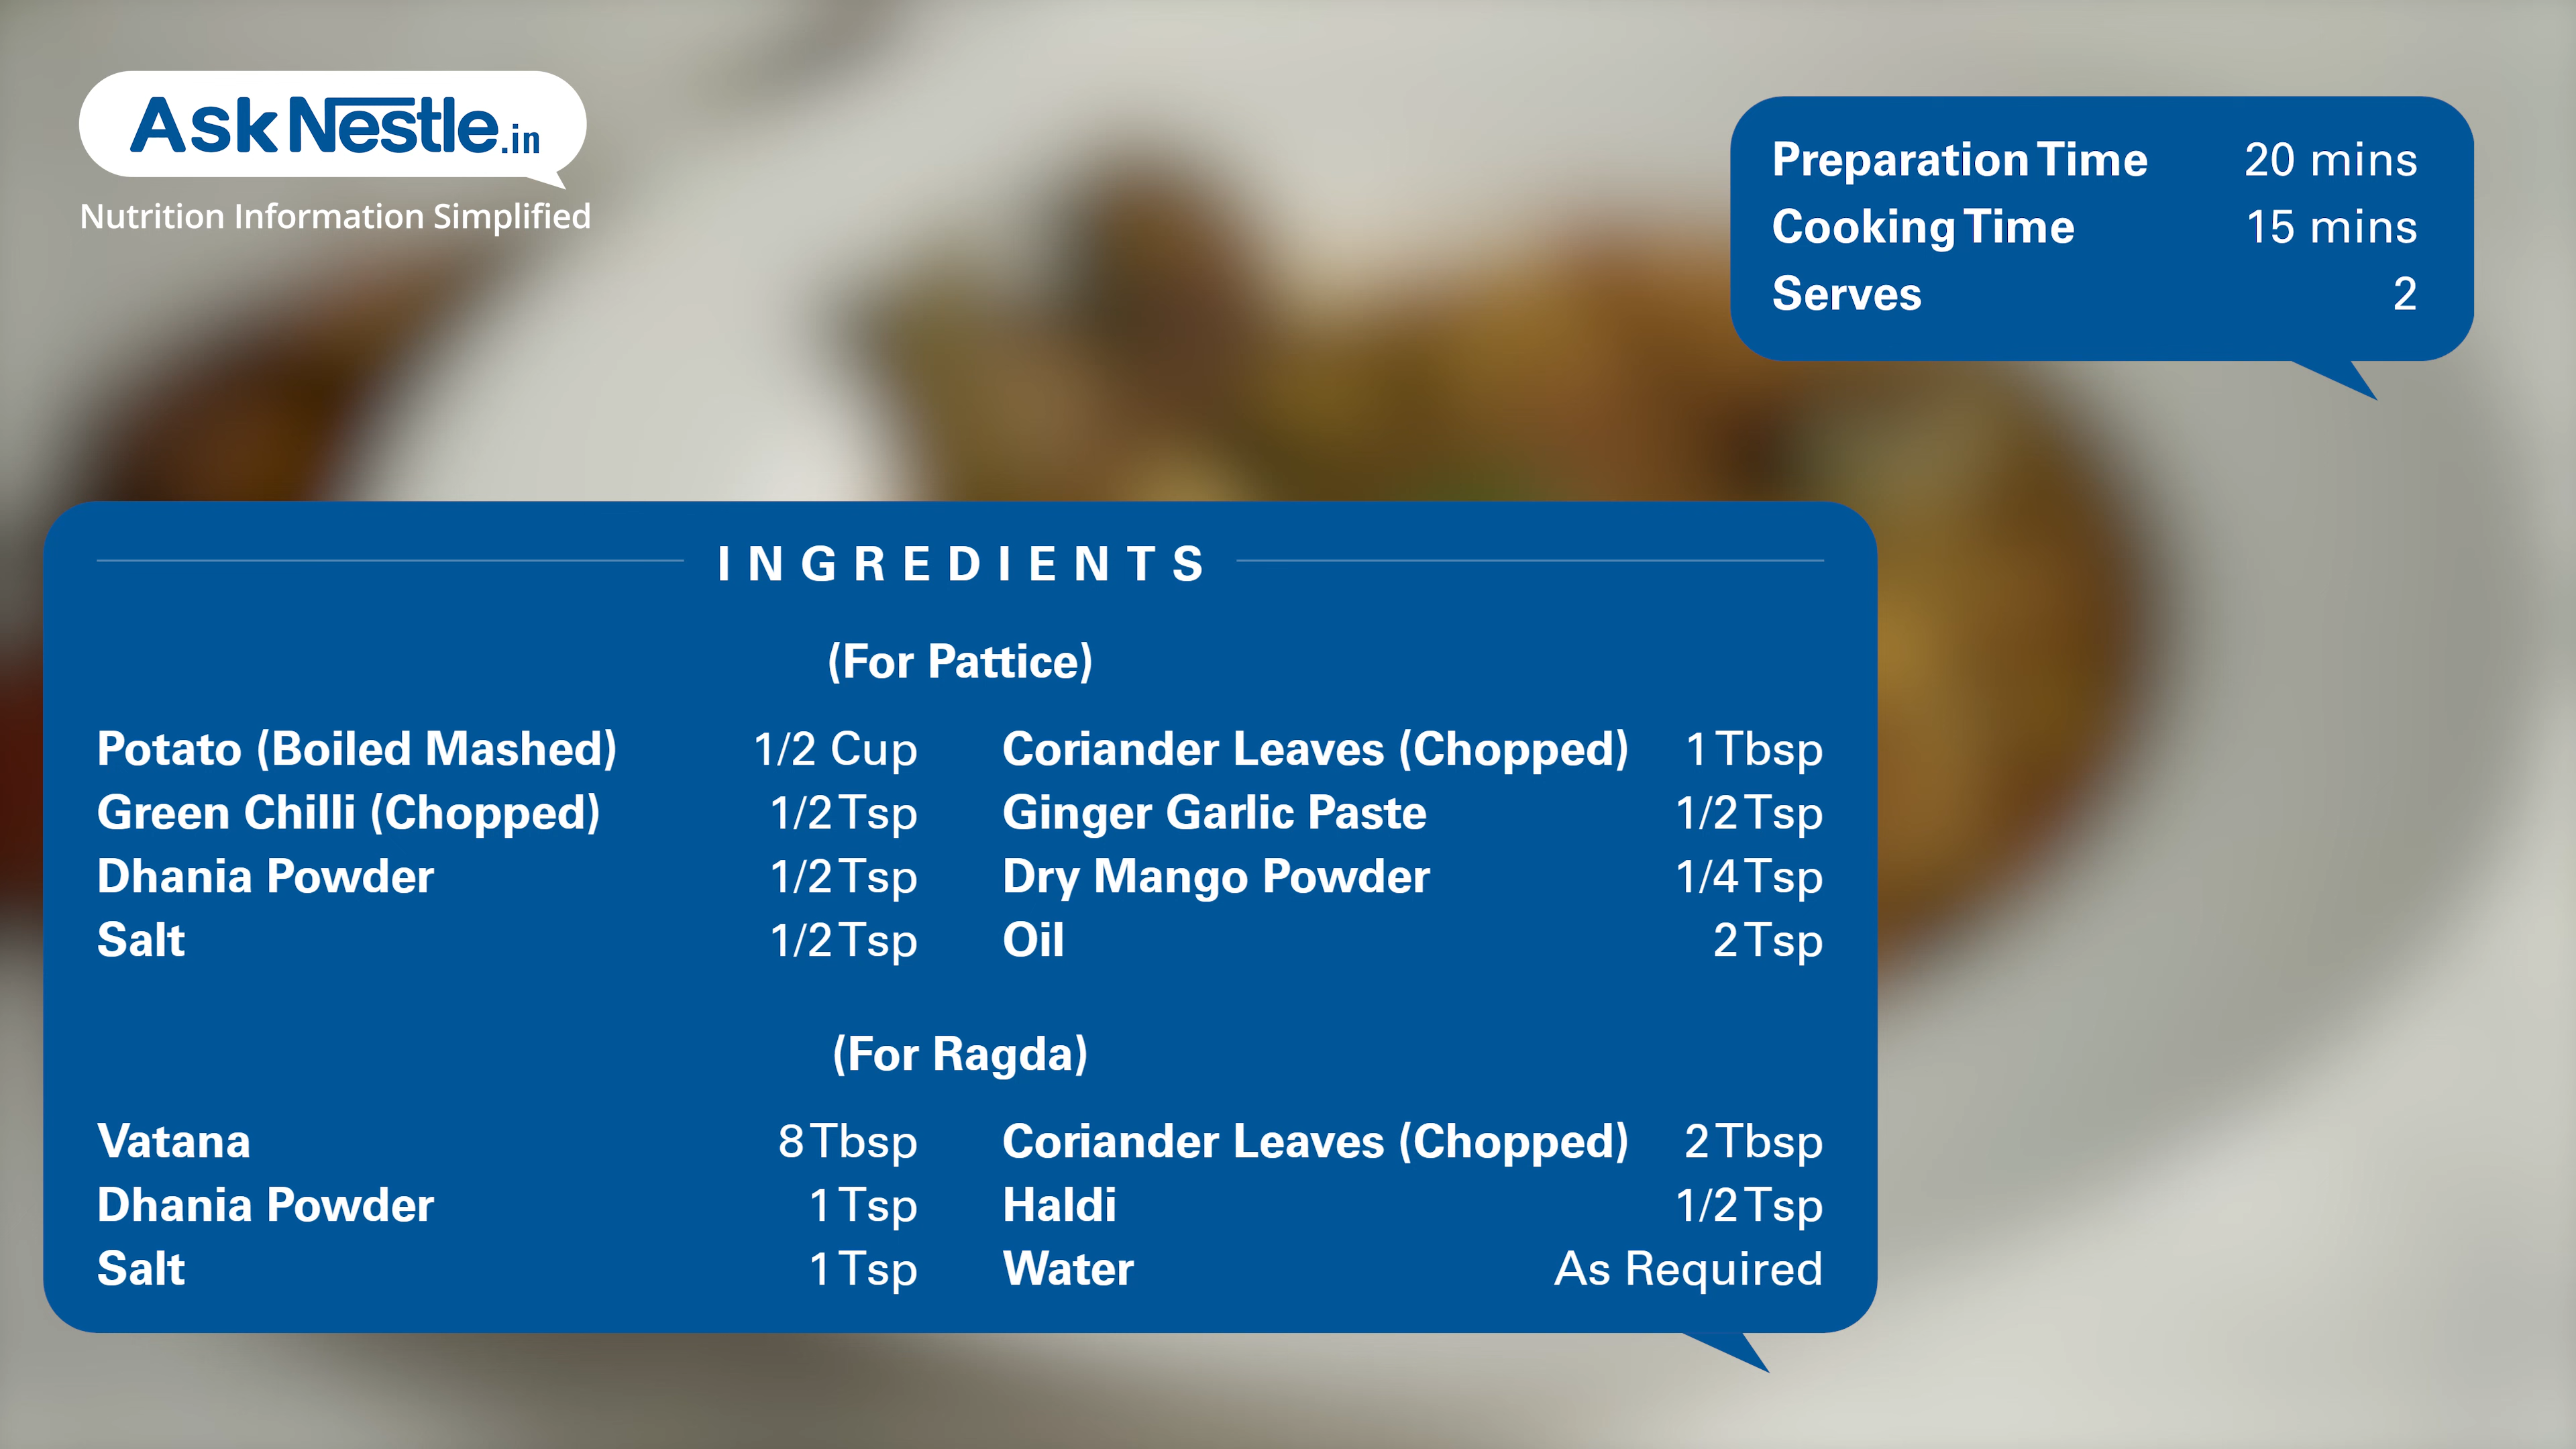 AskNestle.in
Nutrition Information Simplified
Preparation Time 20 mins
Cooking Time 15 mins
Serves 2
INGREDIENTS
(For Pattice)
Potato (Boiled Mashed) 1/2 Cup Coriander Leaves (Chopped) 1 Tbsp
Green Chilli (Chopped) 1/2 Tsp Ginger Garlic Paste 1/2 Tsp
Dhania Powder 1/2 Tsp Dry Mango Powder 1/4 Tsp
Salt 1/2 Tsp Oil 2 Tsp
(For Ragda)
Vatana 8 Tbsp Coriander Leaves (Chopped) 2 Tbsp
Dhania Powder 1 Tsp Haldi 1/2 Tsp
Salt 1 Tsp Water As Required